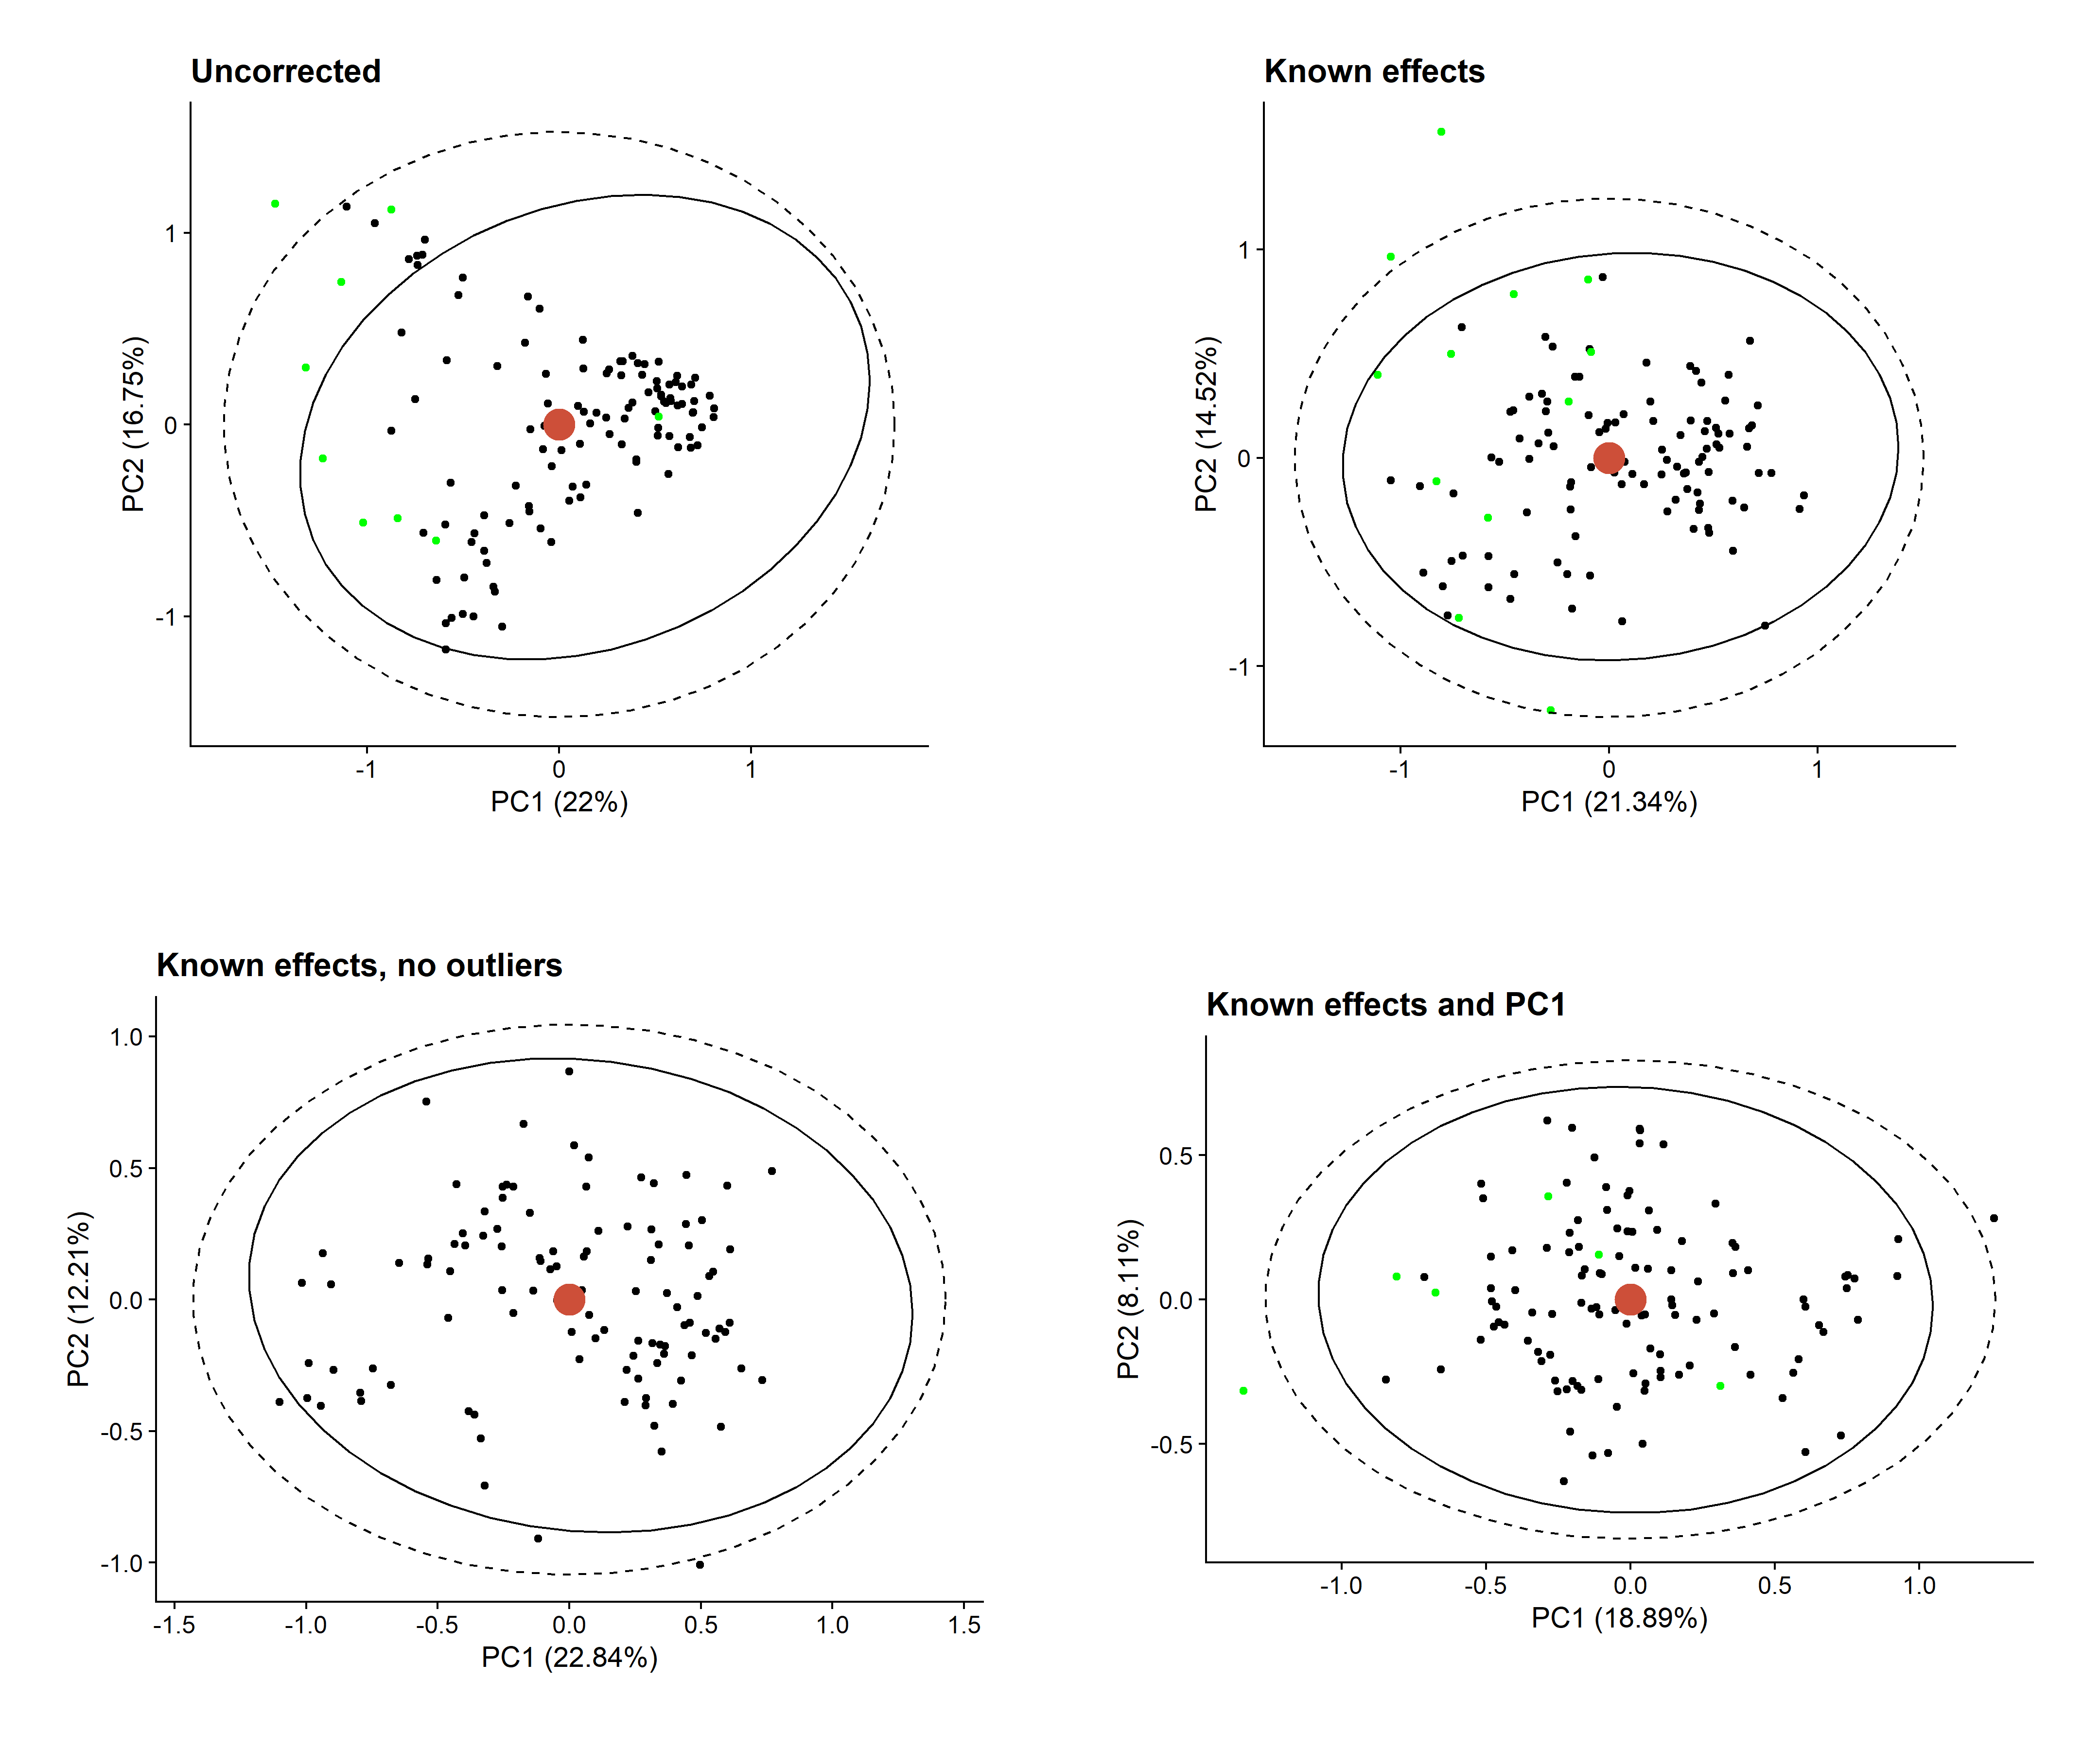 Uncorrected
1
0
-1
PC2 (16.75%)
-1
0
1
PC1 (22%)
Known effects
1
0
-1
PC2 (14.52%)
-1
0
1
PC1 (21.34%)
Known effects, no outliers
1.0
0.5
0.0
-0.5
-1.0
PC2 (12.21%)
-1.5
-1.0
-0.5
0.0
0.5
1.0
1.5
PC1 (22.84%)
Known effects and PC1
0.5
0.0
-0.5
PC2 (8.11%)
-1.0
-0.5
0.0
0.5
1.0
PC1 (18.89%)